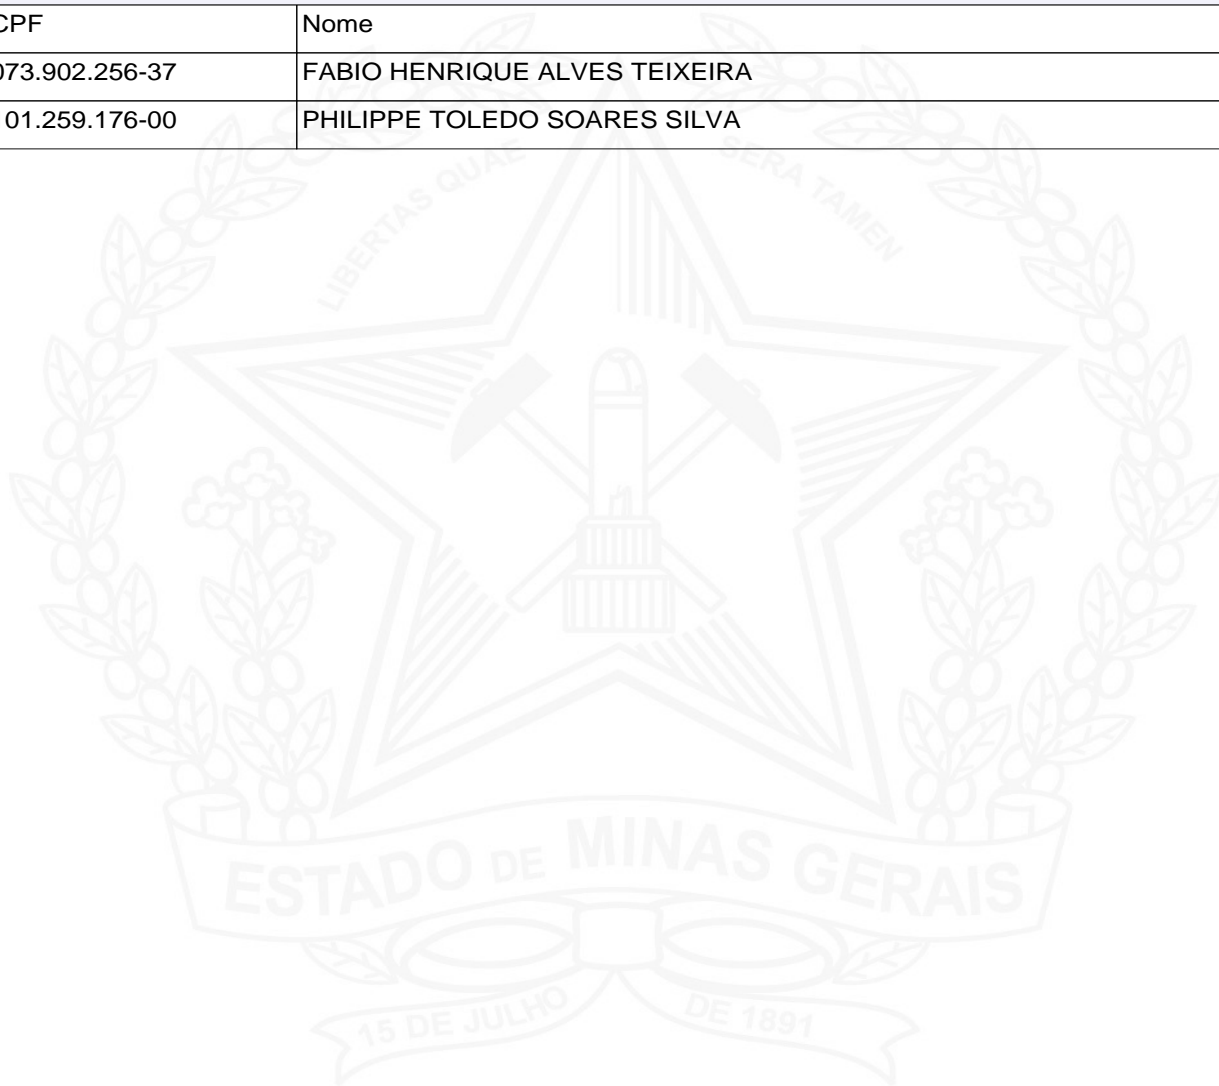 CPF Nome
073.902.256-37 FABIO HENRIQUE ALVES TEIXEIRA
01.259.176-00 PHILIPPE TOLEDO SOARES SILVA
LIBERTAS QUAE SERA TAMEN
ESTADO DE MINAS GERAIS
15 DE JULHO DE 1891